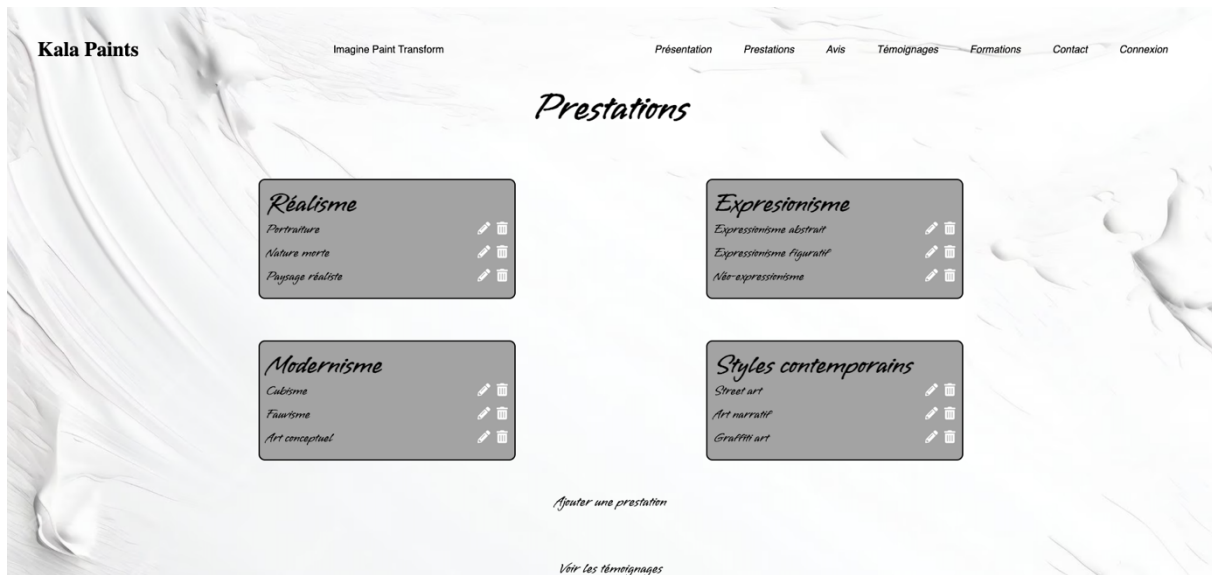 Kala Paints
Imagine Paint Transform
Présentation Prestations Avis Témoignages Formations Contact Connexion
Prestations
Réalisme
Portraiture
Nature morte
Paysage réaliste
Expresionisme
Expressionisme abstrait
Expressionisme figuratif
Néo-expressionisme
Modernisme
Cubisme
Fauvisme
Art conceptuel
Styles contemporains
Street art
Art narratif
Graffiti art
Ajouter une prestation
Voir les témoignages